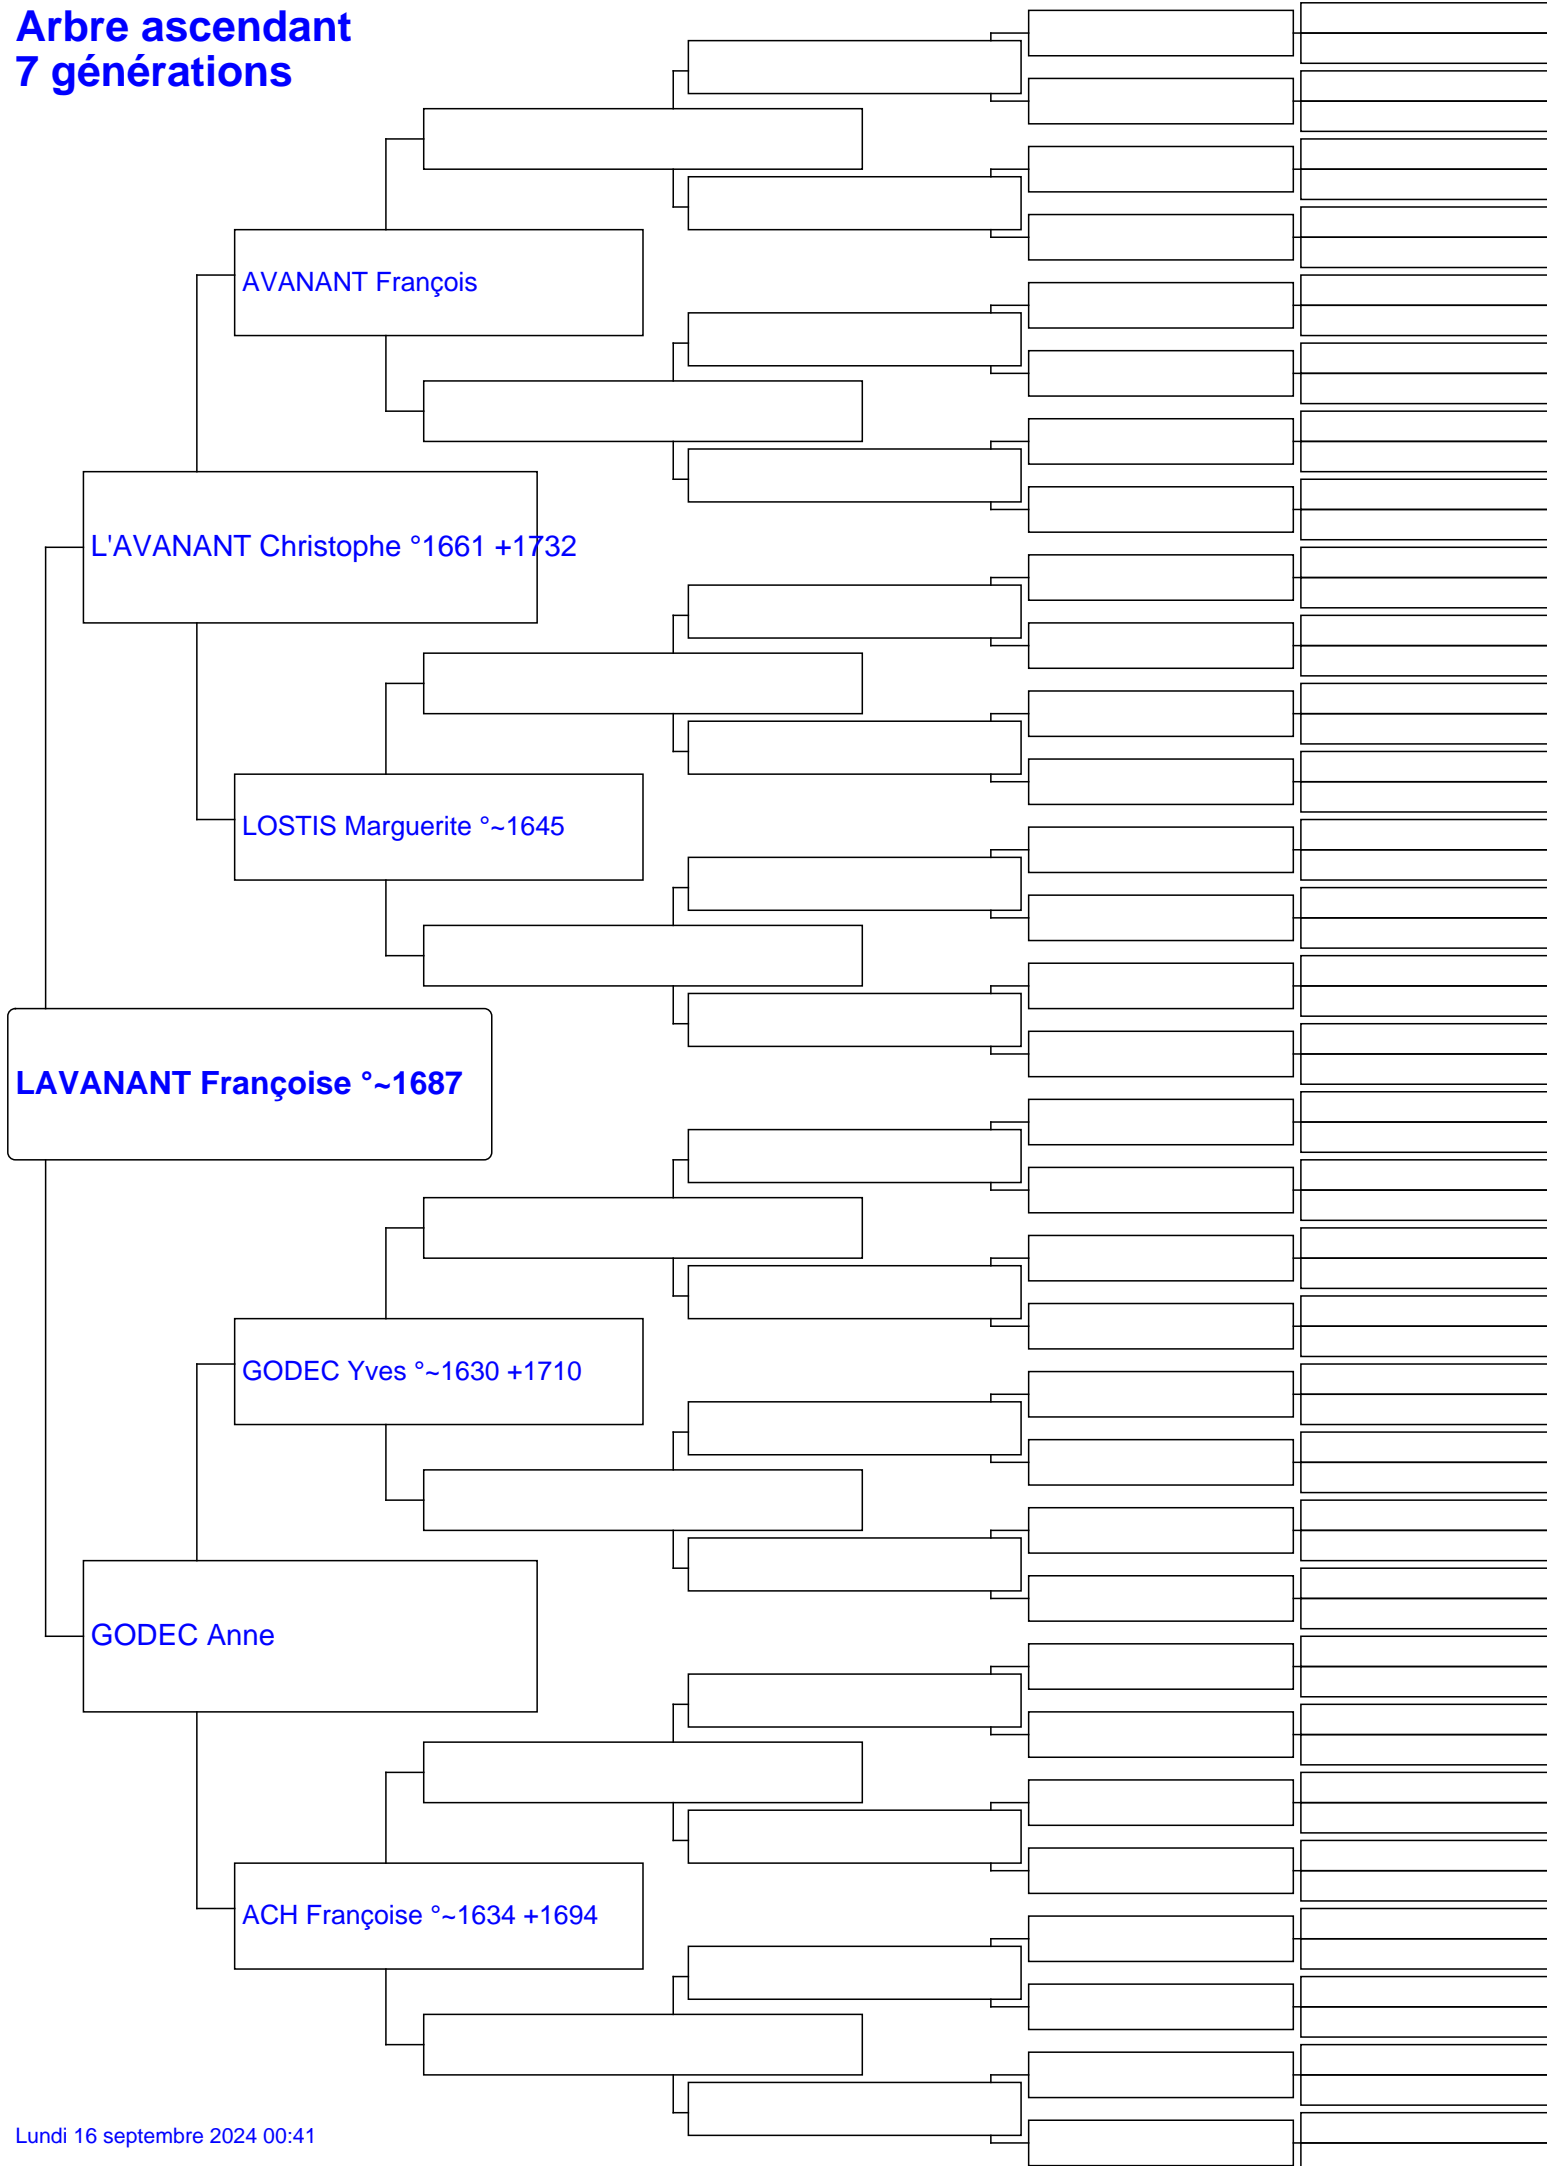 Arbre ascendant
7 générations
AVANANT François
L'AVANANT Christophe °1661 +1732
LOSTIS Marguerite °~1645
LAVANANT Françoise °~1687
GODEC Yves °~1630 +1710
GODEC Anne
ACH Françoise °~1634 +1694
Lundi 16 septembre 2024 00:41